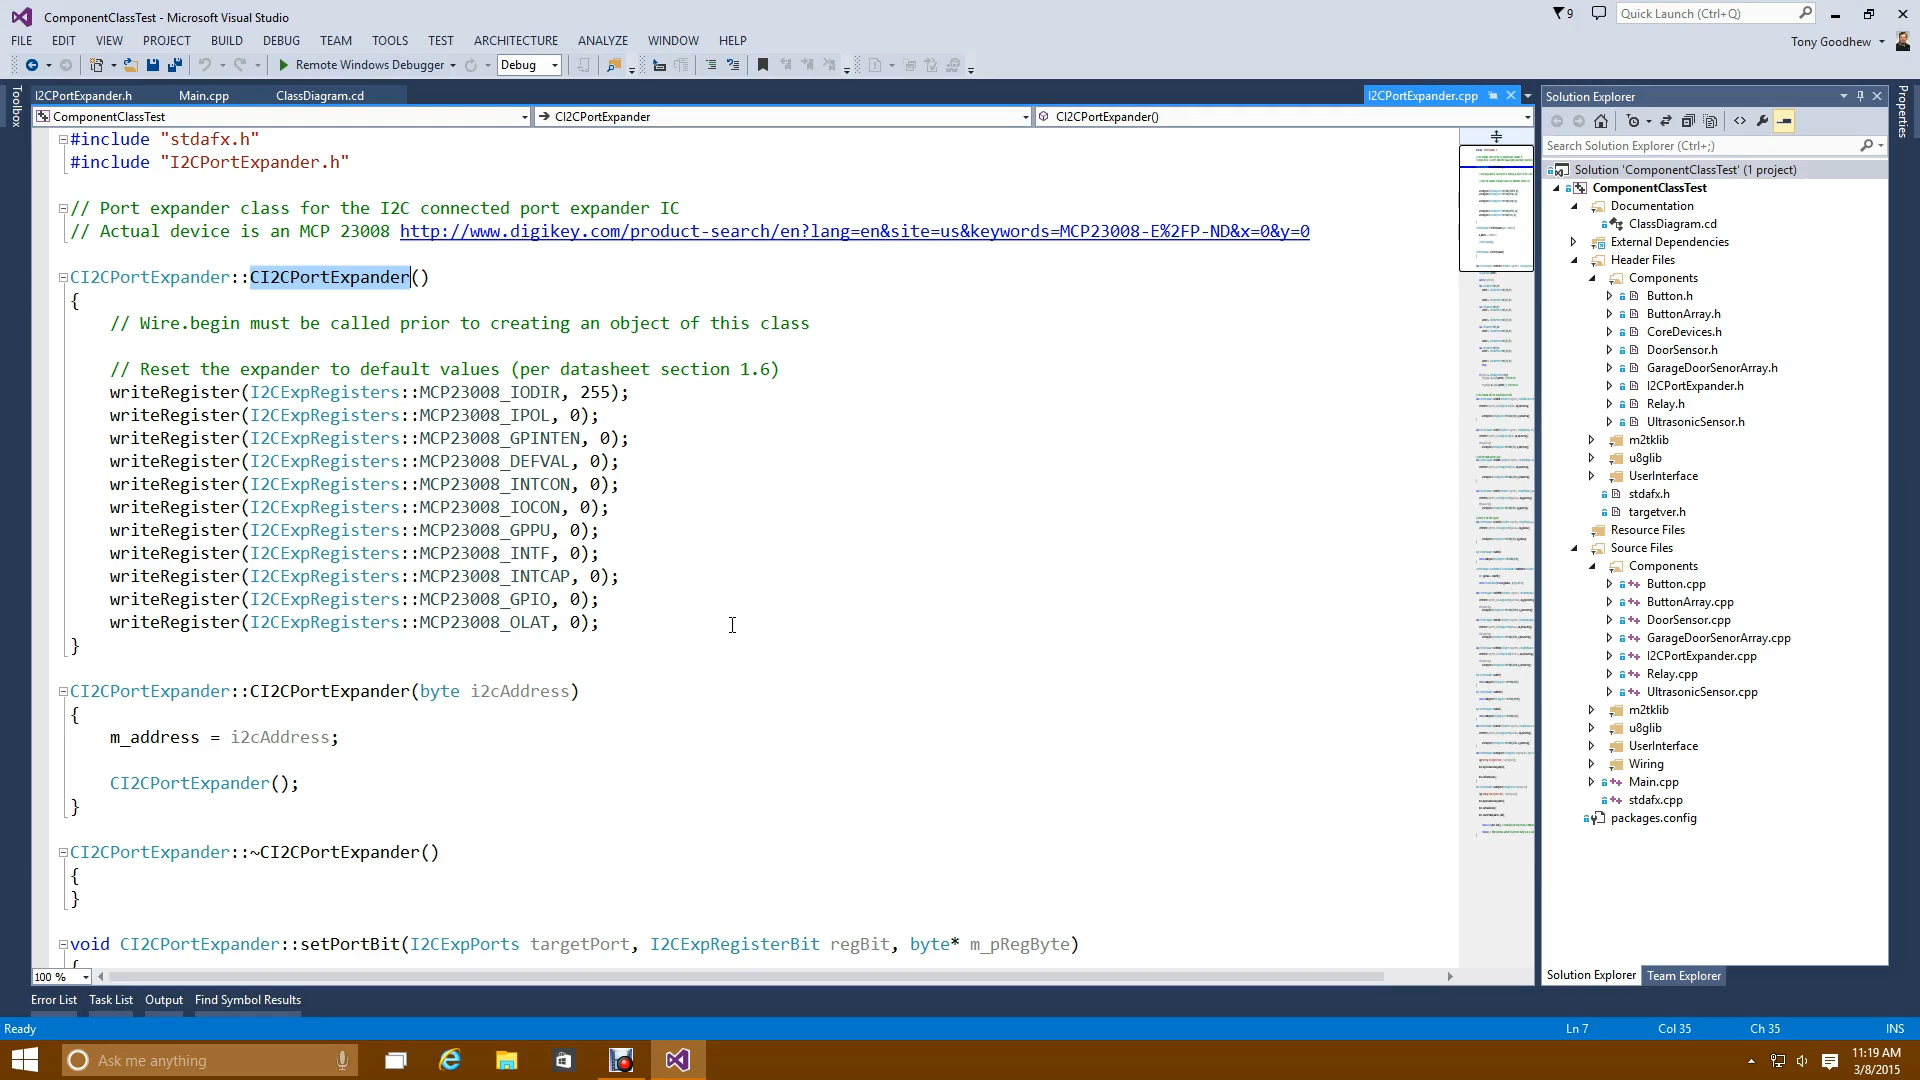 ComponentClassTest - Microsoft Visual Studio
9
Quick Launch (Ctrl+Q)
FILE EDIT VIEW PROJECT BUILD DEBUG TEAM TOOLS TEST ARCHITECTURE ANALYZE WINDOW HELP
Tony Goodhew
Remote Windows Debugger
Debug
Toolbox
I2CPortExpander.h Main.cpp ClassDiagram.cd
I2CPortExpander.cpp
ComponentClassTest
CI2CPortExpander
CI2CPortExpander()
#include "stdafx.h"
#include "I2CPortExpander.h"
// Port expander class for the I2C connected port expander IC
// Actual device is an MCP 23008 http://www.digikey.com/product-search/en?lang=en&site=us&keywords=MCP23008-E%2FP-ND&x=0&y=0
CI2CPortExpander::CI2CPortExpander()
{
// Wire.begin must be called prior to creating an object of this class
// Reset the expander to default values (per datasheet section 1.6)
writeRegister(I2CExpRegisters::MCP23008_IODIR, 255);
writeRegister(I2CExpRegisters::MCP23008_IPOL, 0);
writeRegister(I2CExpRegisters::MCP23008_GPINTEN, 0);
writeRegister(I2CExpRegisters::MCP23008_DEFVAL, 0);
writeRegister(I2CExpRegisters::MCP23008_INTCON, 0);
writeRegister(I2CExpRegisters::MCP23008_IOCON, 0);
writeRegister(I2CExpRegisters::MCP23008_GPPU, 0);
writeRegister(I2CExpRegisters::MCP23008_INTF, 0);
writeRegister(I2CExpRegisters::MCP23008_INTCAP, 0);
writeRegister(I2CExpRegisters::MCP23008_GPIO, 0);
writeRegister(I2CExpRegisters::MCP23008_OLAT, 0);
}
CI2CPortExpander::CI2CPortExpander(byte i2cAddress)
{
m_address = i2cAddress;
CI2CPortExpander();
}
CI2CPortExpander::~CI2CPortExpander()
{
}
void CI2CPortExpander::setPortBit(I2CExpPorts targetPort, I2CExpRegisterBit regBit, byte* m_pRegByte)
{
100 %
Solution Explorer
Search Solution Explorer (Ctrl+;)
Solution 'ComponentClassTest' (1 project)
ComponentClassTest
Documentation
ClassDiagram.cd
External Dependencies
Header Files
Components
Button.h
ButtonArray.h
CoreDevices.h
DoorSensor.h
GarageDoorSenorArray.h
I2CPortExpander.h
Relay.h
UltrasonicSensor.h
m2tklib
u8glib
UserInterface
stdafx.h
targetver.h
Resource Files
Source Files
Components
Button.cpp
ButtonArray.cpp
DoorSensor.cpp
GarageDoorSenorArray.cpp
I2CPortExpander.cpp
Relay.cpp
UltrasonicSensor.cpp
m2tklib
u8glib
UserInterface
Wiring
Main.cpp
stdafx.cpp
packages.config
Solution Explorer Team Explorer
Properties
Error List Task List Output Find Symbol Results
Ready
Ln 7 Col 35 Ch 35 INS
Ask me anything
11:19 AM
3/8/2015